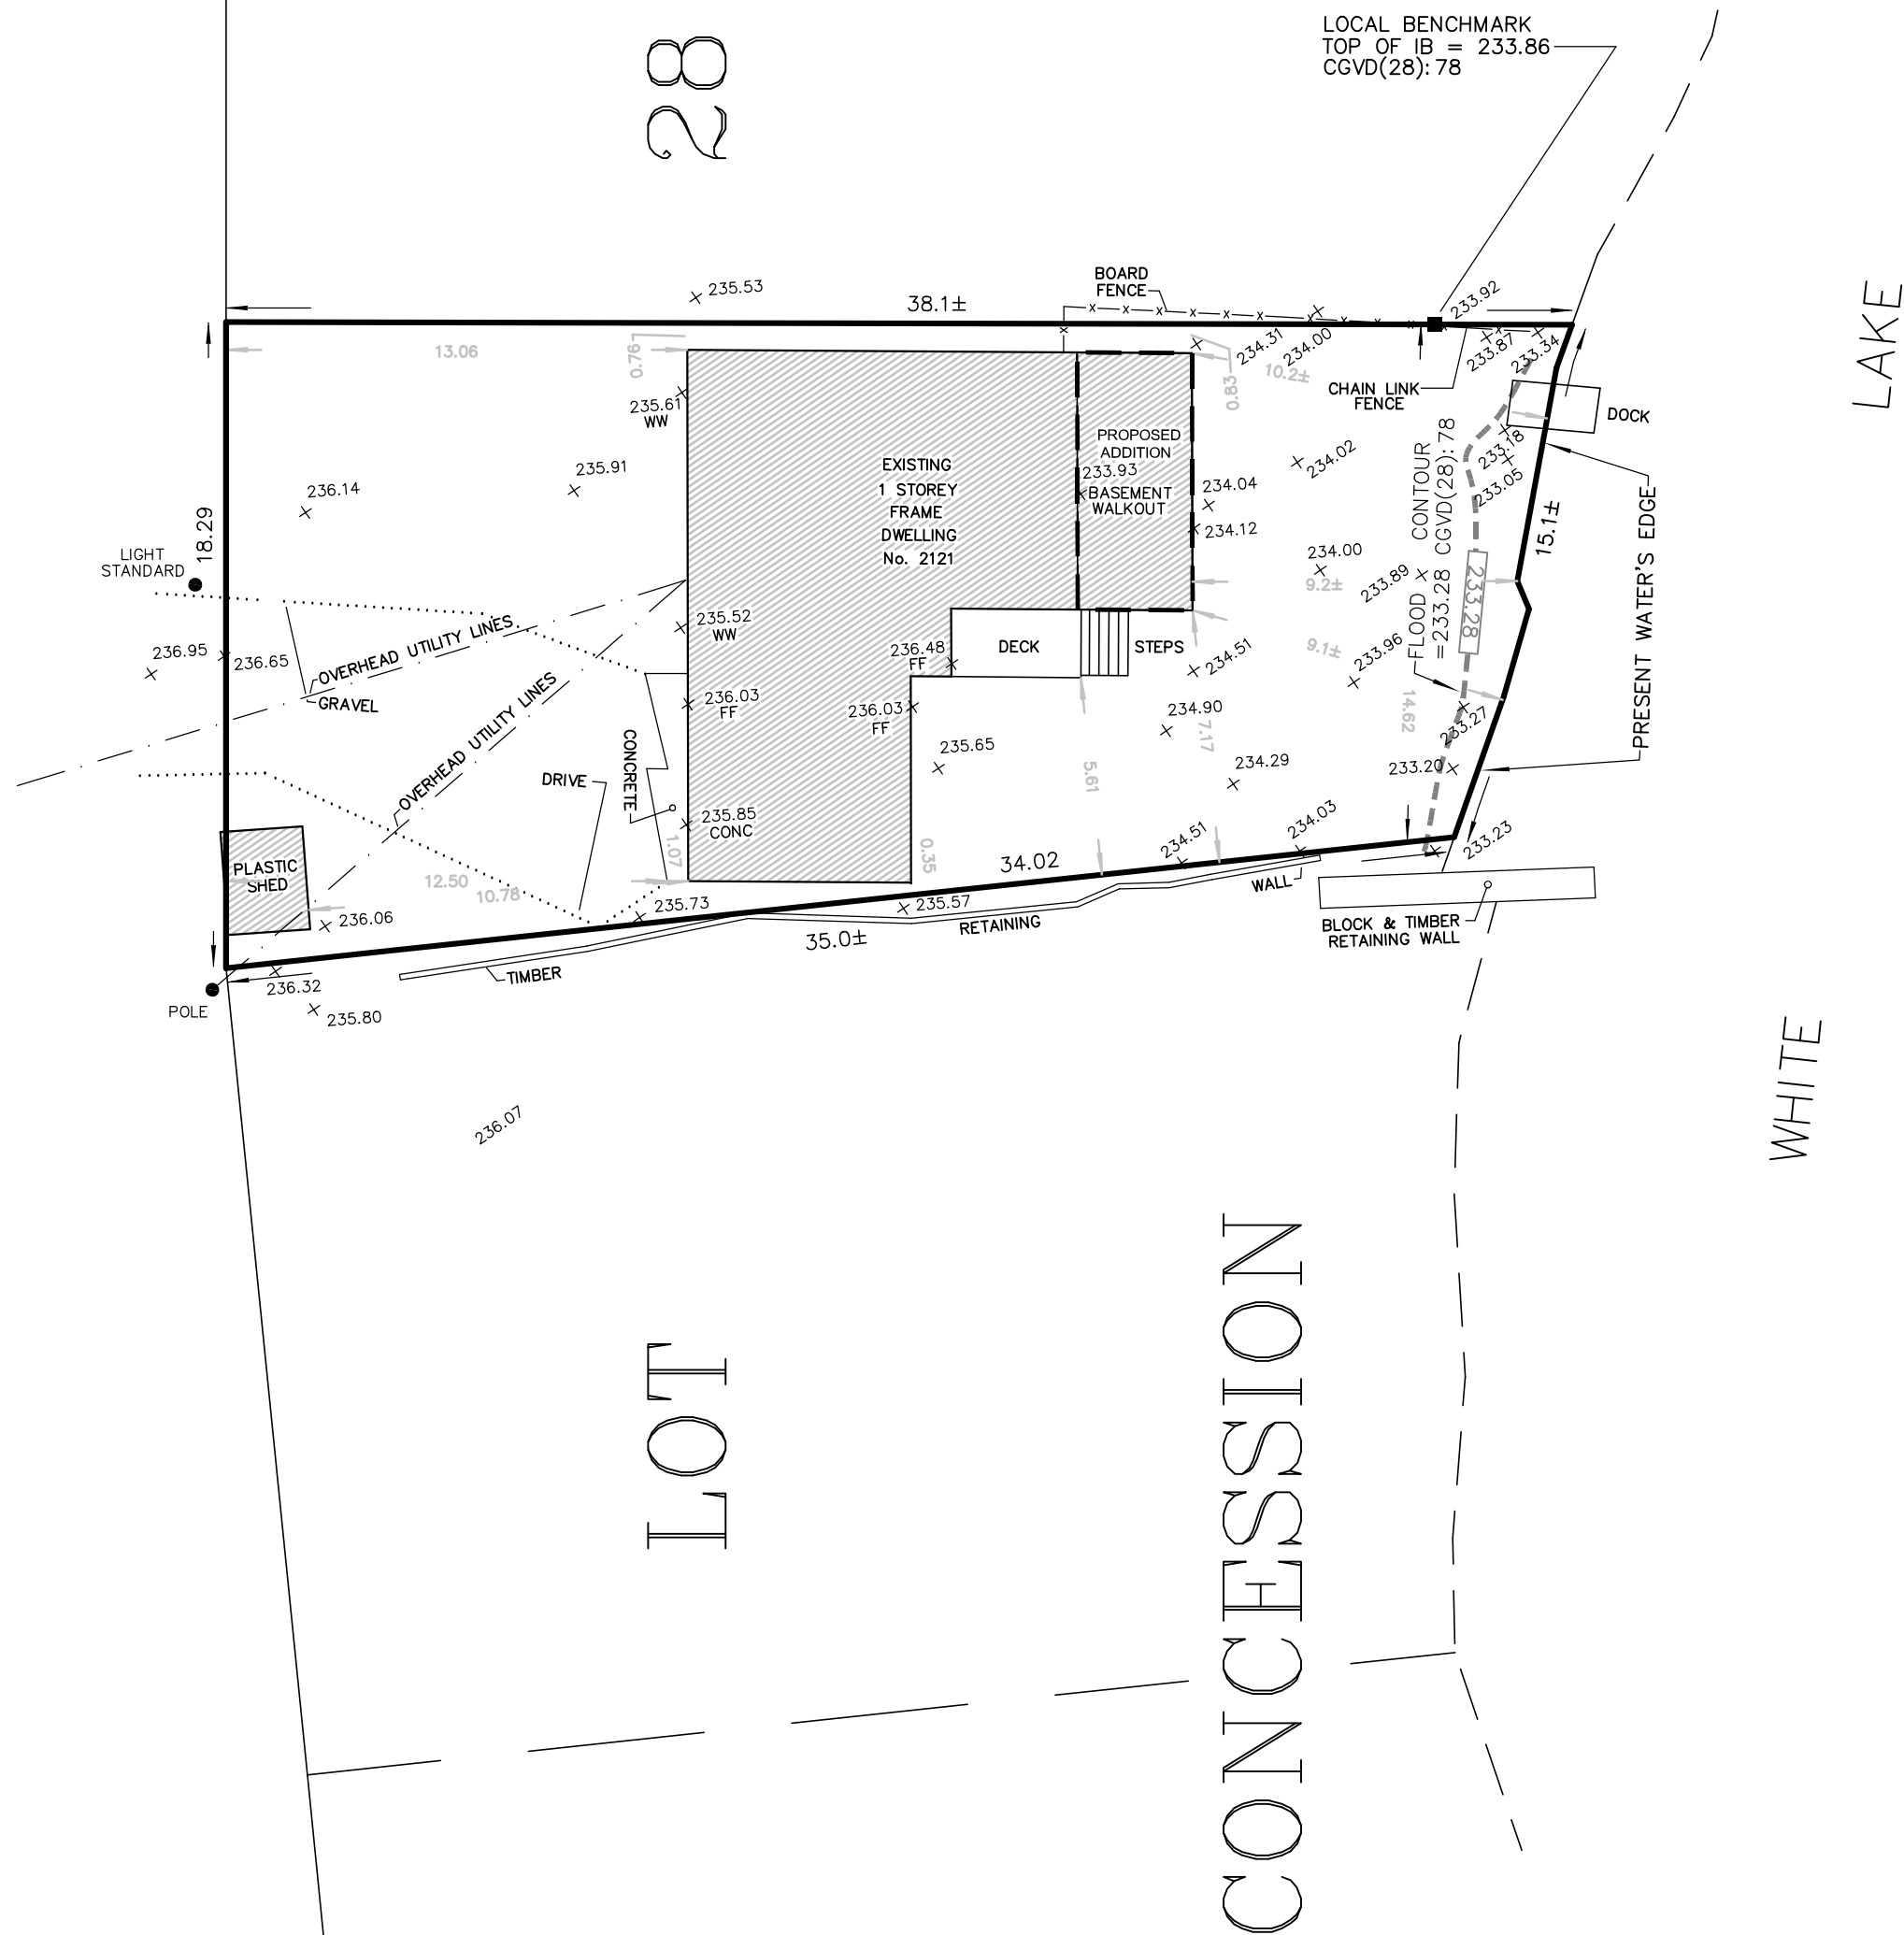 LOCAL BENCHMARK
TOP OF IB = 233.86
CGVD(28):78
28
LAKE
BOARD
FENCE
235.53
38.1±
233.92
234.31
234.00
233.87
233.34
13.06
0.76
0.83
10.2±
CHAIN LINK
FENCE
DOCK
235.61
WW
PROPOSED
ADDITION
233.93
BASEMENT
WALKOUT
EXISTING
1 STOREY
FRAME
DWELLING
No. 2121
234.02
233.18
233.05
236.14
235.91
234.04
234.12
234.00
233.89
FLOOD CONTOUR
=233.28 CGVD(28):78
233.28
15.1±
PRESENT WATER'S EDGE
18.29
LIGHT
STANDARD
9.2±
9.1±
235.52
WW
236.48
FF
DECK
STEPS
234.51
233.96
236.95
236.65
OVERHEAD UTILITY LINES
GRAVEL
OVERHEAD UTILITY LINES
236.03
FF
236.03
FF
234.90
7.17
14.62
233.27
CONCRETE
235.65
234.29
233.20
DRIVE
5.61
235.85
CONC
1.07
0.35
34.02
234.51
234.03
233.23
PLASTIC
SHED
12.50
10.78
WALL
236.06
235.73
235.57
RETAINING
35.0±
BLOCK & TIMBER
RETAINING WALL
TIMBER
236.32
235.80
POLE
236.07
WHITE
LOT
CONCESSION